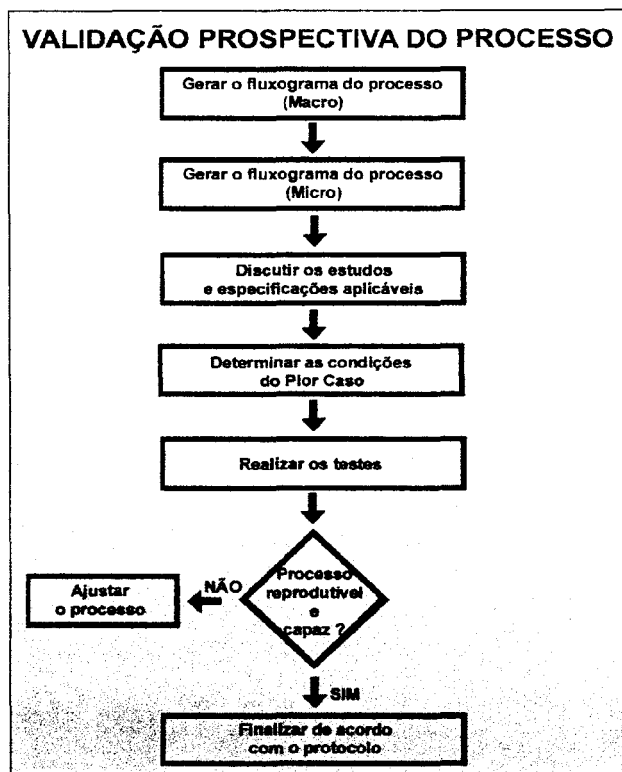 VALIDAÇÃO PROSPECTIVA DO PROCESSO
Gerar o fluxograma do processo
(Macro)
Gerar o fluxograma do processo
(Micro)
Discutir os estudos
e especificações aplicáveis
Determinar as condições
do Pior Caso
Realizar os testes
Processo
reprodutível
e
capaz ?
NÃO
Ajustar
o processo
SIM
Finalizar de acordo
com o protocolo